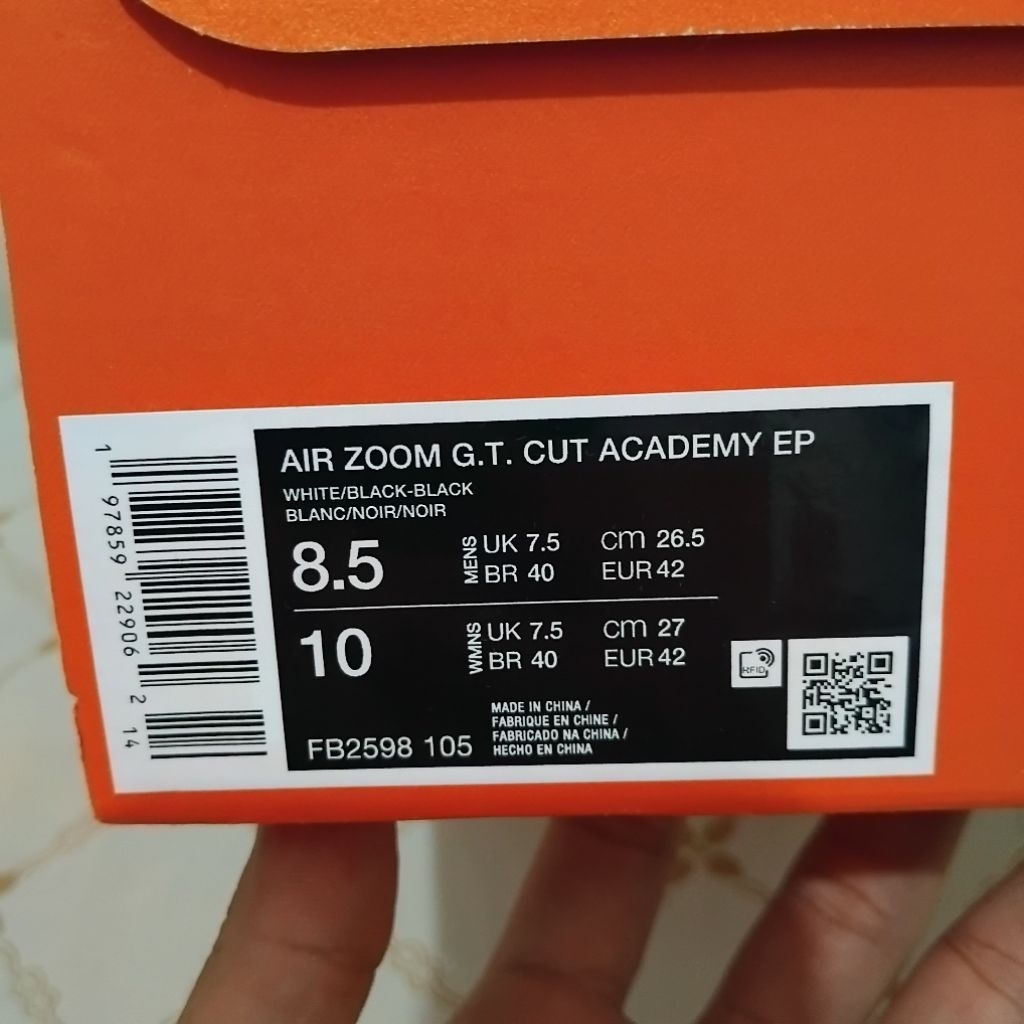 AIR ZOOM G.T. CUT ACADEMY EP
WHITE/BLACK-BLACK
BLANC/NOIR/NOIR
8.5 MENS UK 7.5 cm 26.5
BR 40 EUR 42
10 WMNS UK 7.5 cm 27
BR 40 EUR 42
RFID
FB2598 105
MADE IN CHINA /
FABRIQUE EN CHINE /
FABRICADO NA CHINA /
HECHO EN CHINA
1 97859 22906 2 14